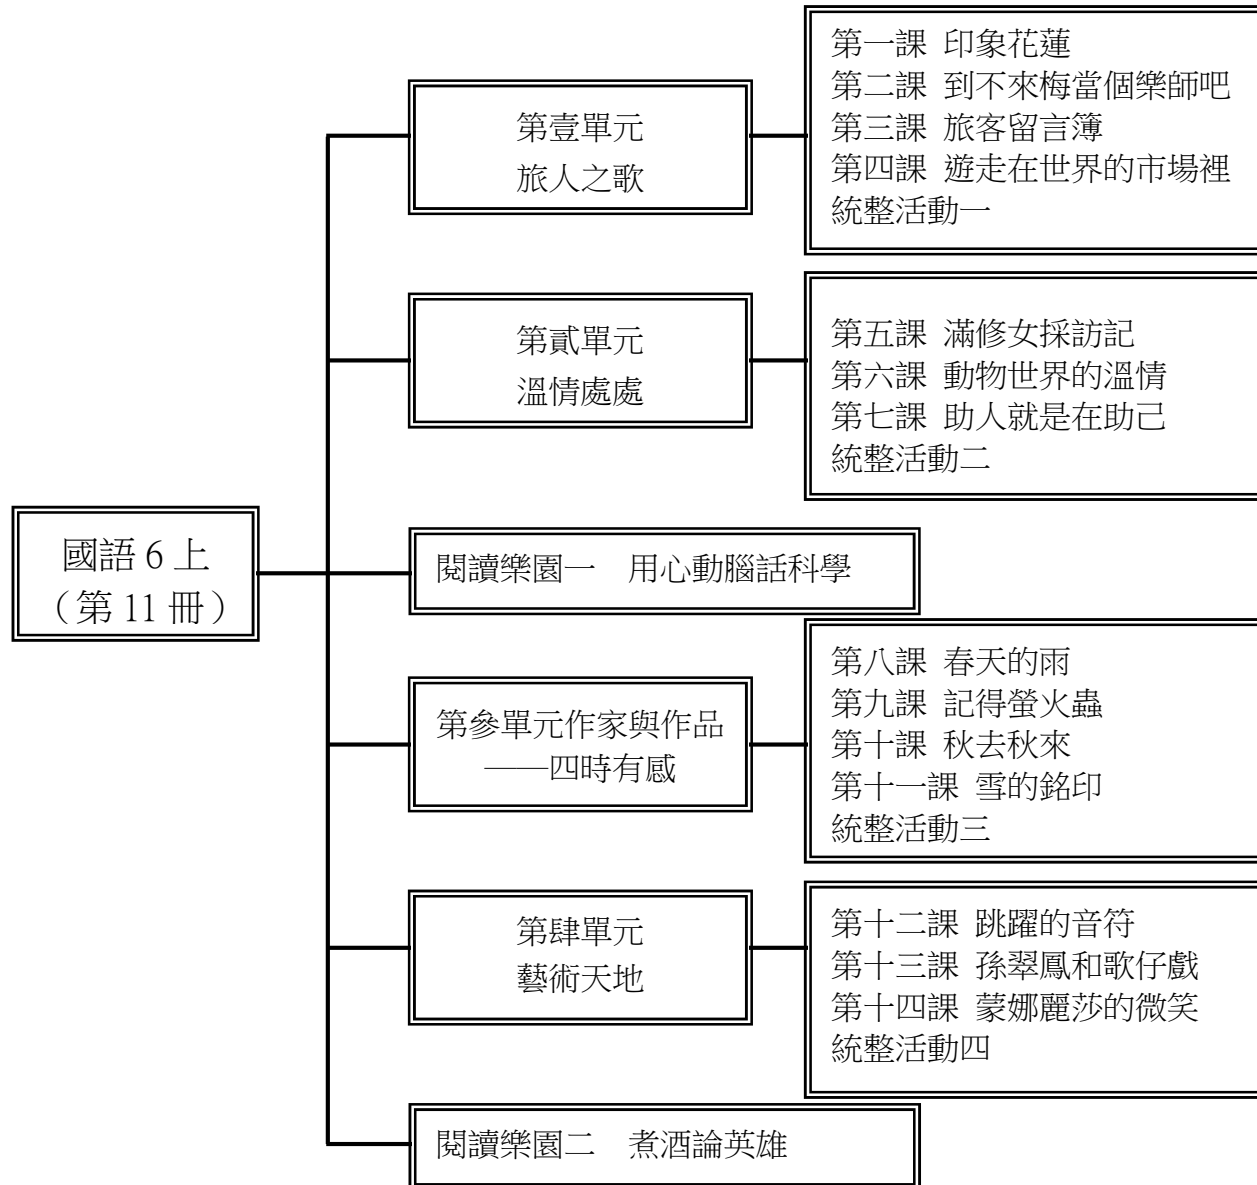 國語 6 上
（第 11 冊）
第壹單元
旅人之歌
第一課 印象花蓮
第二課 到不來梅當個樂師吧
第三課 旅客留言簿
第四課 遊走在世界的市場裡
統整活動一
第貳單元
溫情處處
第五課 滿修女採訪記
第六課 動物世界的溫情
第七課 助人就是在助己
統整活動二
閱讀樂園一 用心動腦話科學
第參單元作家與作品
──四時有感
第八課 春天的雨
第九課 記得螢火蟲
第十課 秋去秋來
第十一課 雪的銘印
統整活動三
第肆單元
藝術天地
第十二課 跳躍的音符
第十三課 孫翠鳳和歌仔戲
第十四課 蒙娜麗莎的微笑
統整活動四
閱讀樂園二 煮酒論英雄